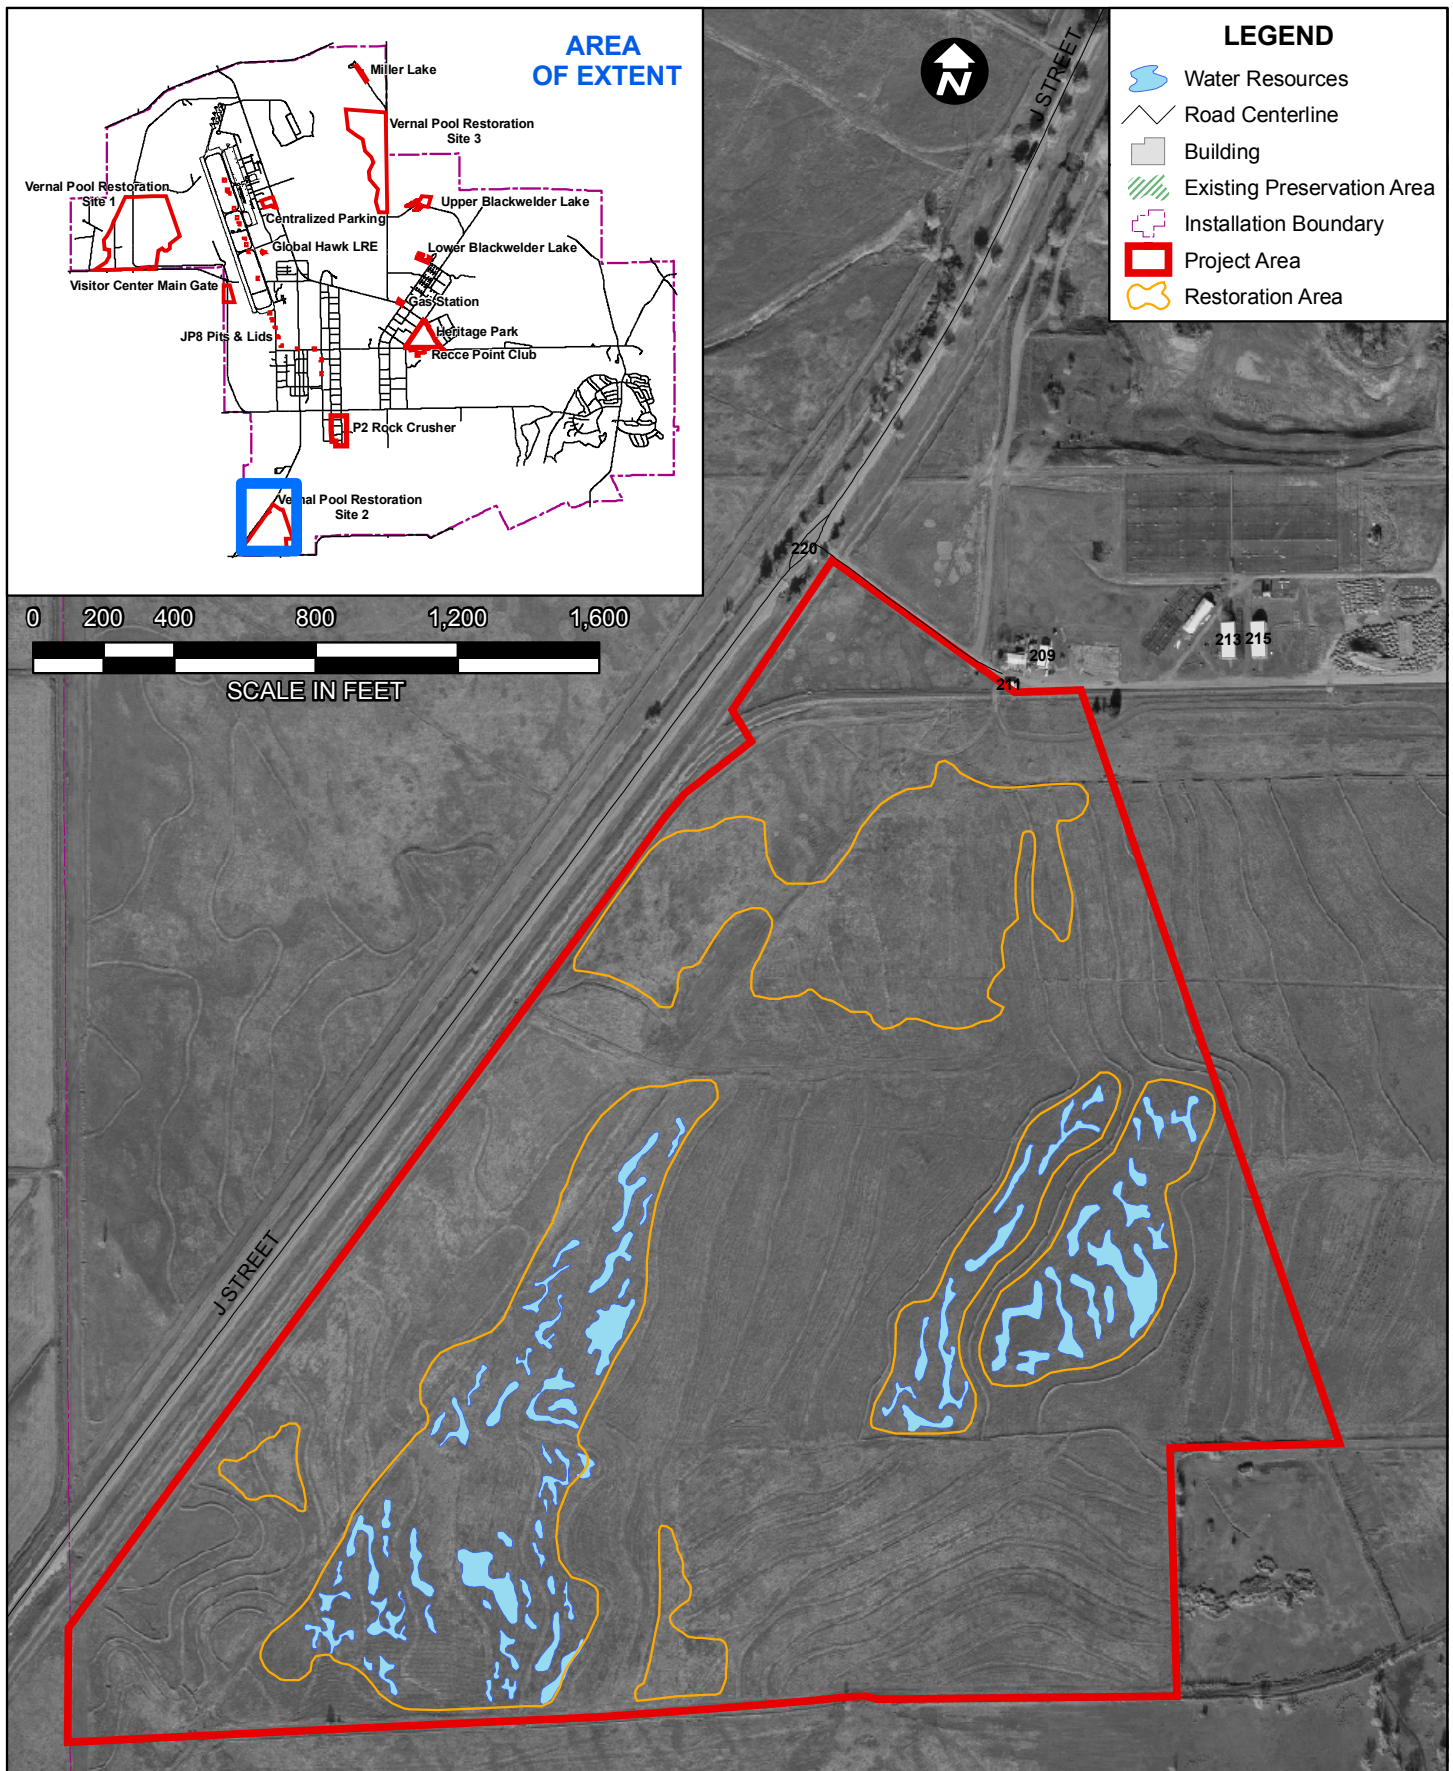 AREA
OF EXTENT
Miller Lake
Vernal Pool Restoration
Site 3
Vernal Pool Restoration
Site 1
Upper Blackwelder Lake
Centralized Parking
Global Hawk LRE
Lower Blackwelder Lake
Visitor Center Main Gate
Gas Station
JP8 Pits & Lids
Heritage Park
Recce Point Club
P2 Rock Crusher
Vernal Pool Restoration
Site 2
N
J STREET
LEGEND
Water Resources
Road Centerline
Building
Existing Preservation Area
Installation Boundary
Project Area
Restoration Area
220
0 200 400 800 1,200 1,600
SCALE IN FEET
213 215
209
211
J STREET